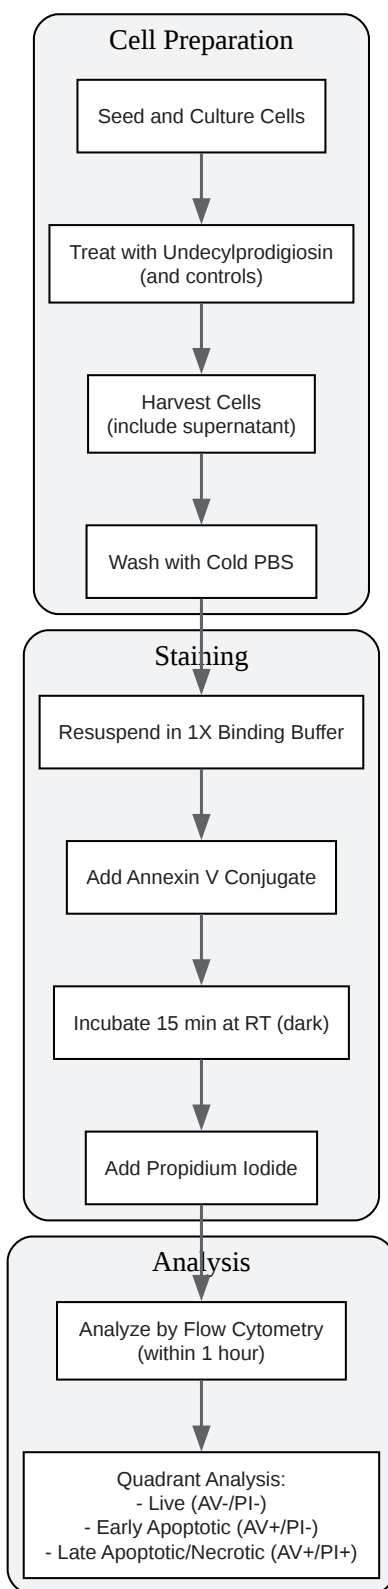 Cell Preparation
Seed and Culture Cells
Treat with Undecylprodigiosin
(and controls)
Harvest Cells
(include supernatant)
Wash with Cold PBS
Staining
Resuspend in 1X Binding Buffer
Add Annexin V Conjugate
Incubate 15 min at RT (dark)
Add Propidium Iodide
Analysis
Analyze by Flow Cytometry
(within 1 hour)
Quadrant Analysis:
- Live (AV-/PI-)
- Early Apoptotic (AV+/PI-)
- Late Apoptotic/Necrotic (AV+/PI+)